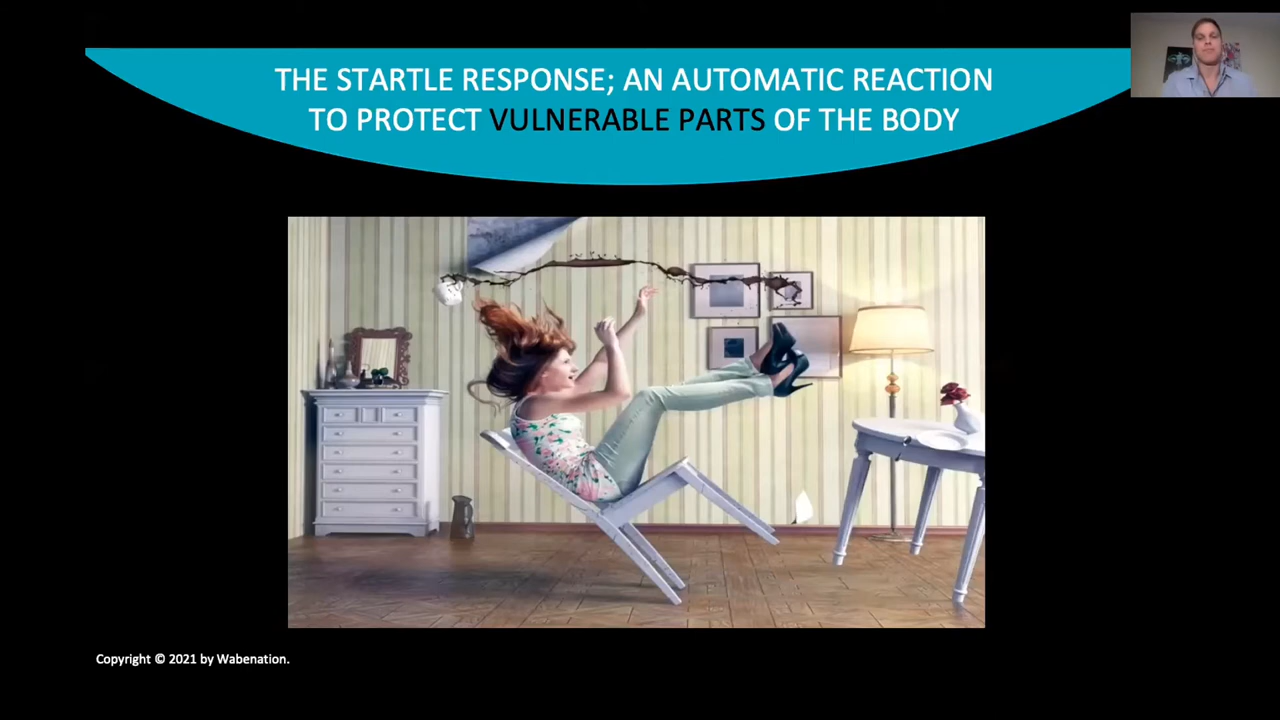 THE STARTLE RESPONSE; AN AUTOMATIC REACTION
TO PROTECT VULNERABLE PARTS OF THE BODY
Copyright © 2021 by Wabenation.